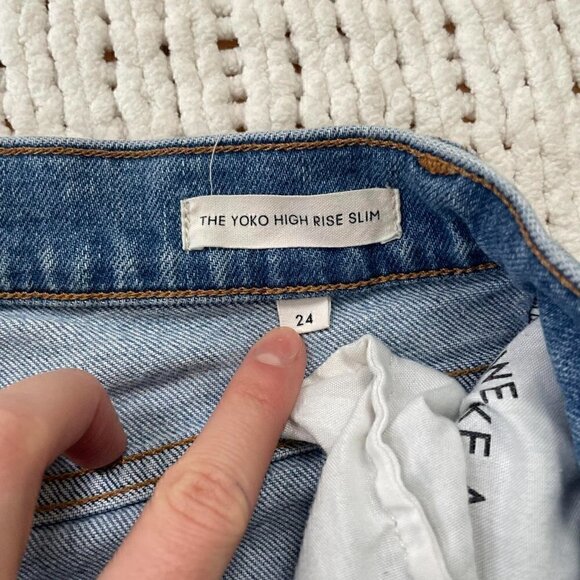 THE YOKO HIGH RISE SLIM
24